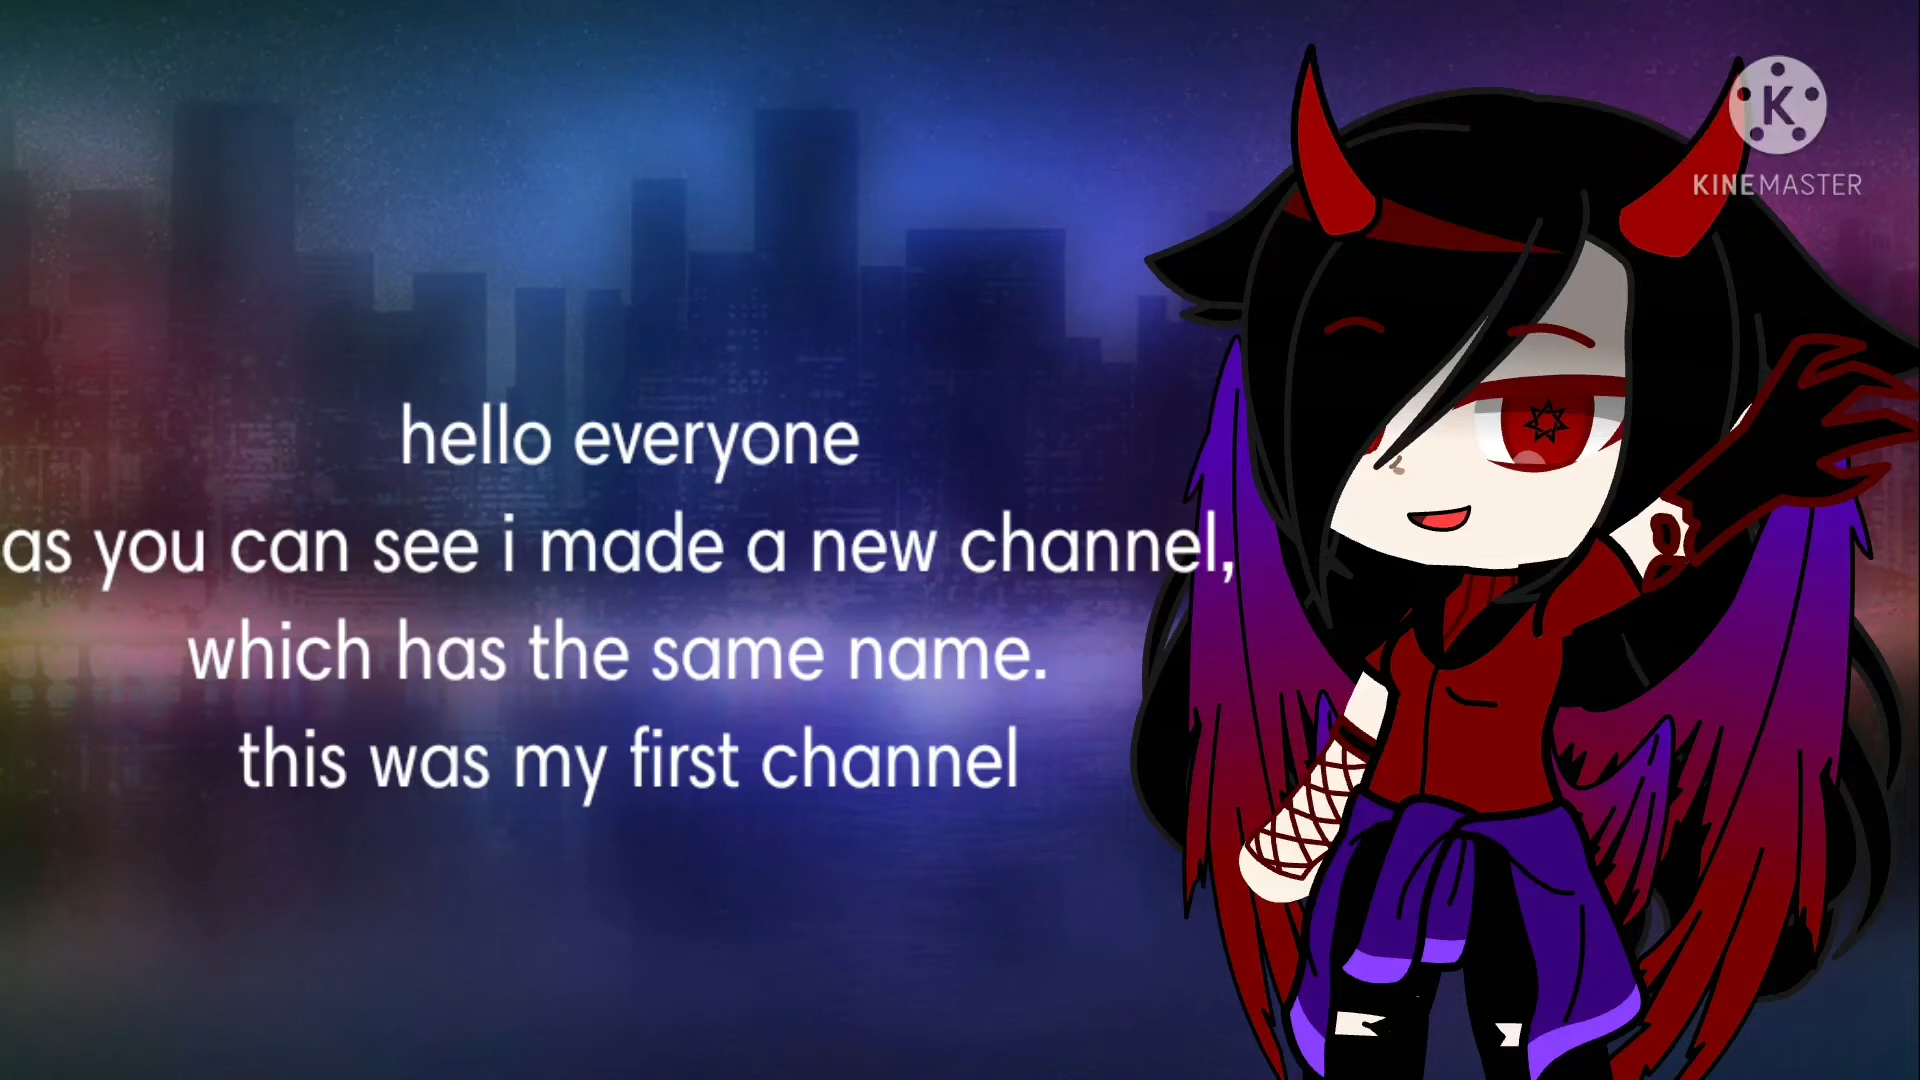 K
KINEMASTER
hello everyone
as you can see i made a new channel,
which has the same name.
this was my first channel